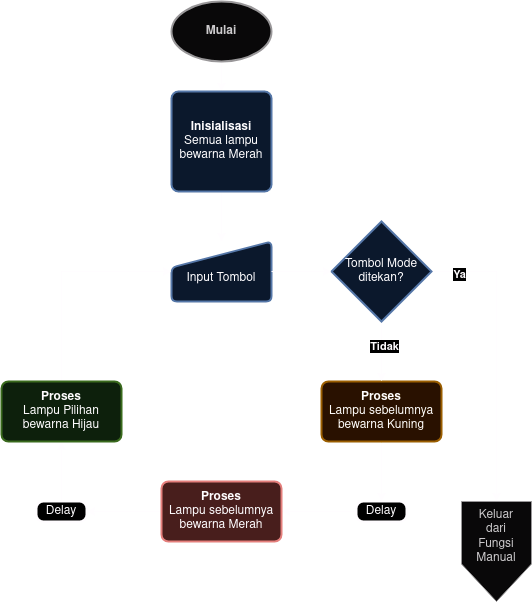 Mulai
Inisialisasi
Semua lampu
bewarna Merah
Input Tombol
Tombol Mode
ditekan?
Ya
Tidak
Proses
Lampu Pilihan
bewarna Hijau
Proses
Lampu sebelumnya
bewarna Kuning
Delay
Proses
Lampu sebelumnya
bewarna Merah
Delay
Keluar
dari
Fungsi
Manual